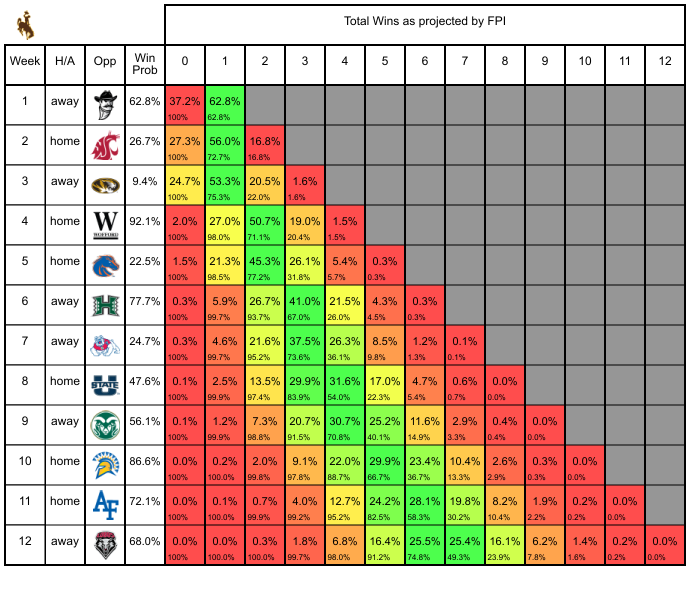 Total Wins as projected by FPI
Week H/A Opp Win Prob 0 1 2 3 4 5 6 7 8 9 10 11 12
1 away 62.8% 37.2% 62.8%
100% 62.8%
2 home 26.7% 27.3% 56.0% 16.8%
100% 72.7% 16.8%
3 away 9.4% 24.7% 53.3% 20.5% 1.6%
100% 75.3% 22.0% 1.6%
4 home W WOFFORD 92.1% 2.0% 27.0% 50.7% 19.0% 1.5%
100% 98.0% 71.1% 20.4% 1.5%
5 home 22.5% 1.5% 21.3% 45.3% 26.1% 5.4% 0.3%
100% 98.5% 77.2% 31.8% 5.7% 0.3%
6 away H 77.7% 0.3% 5.9% 26.7% 41.0% 21.5% 4.3% 0.3%
100% 99.7% 93.7% 67.0% 26.0% 4.5% 0.3%
7 away 24.7% 0.3% 4.6% 21.6% 37.5% 26.3% 8.5% 1.2% 0.1%
100% 99.7% 95.2% 73.6% 36.1% 9.8% 1.3% 0.1%
8 home U STATE 47.6% 0.1% 2.5% 13.5% 29.9% 31.6% 17.0% 4.7% 0.6% 0.0%
100% 99.9% 97.4% 83.9% 54.0% 22.3% 5.4% 0.7% 0.0%
9 away 56.1% 0.1% 1.2% 7.3% 20.7% 30.7% 25.2% 11.6% 2.9% 0.4% 0.0%
100% 99.9% 98.8% 91.5% 70.8% 40.1% 14.9% 3.3% 0.4% 0.0%
10 home 86.6% 0.0% 0.2% 2.0% 9.1% 22.0% 29.9% 23.4% 10.4% 2.6% 0.3% 0.0%
100% 100.0% 99.8% 97.8% 88.7% 66.7% 36.7% 13.3% 2.9% 0.3% 0.0%
11 home AF 72.1% 0.0% 0.1% 0.7% 4.0% 12.7% 24.2% 28.1% 19.8% 8.2% 1.9% 0.2% 0.0%
100% 100.0% 99.9% 99.2% 95.2% 82.5% 58.3% 30.2% 10.4% 2.2% 0.2% 0.0%
12 away 68.0% 0.0% 0.0% 0.3% 1.8% 6.8% 16.4% 25.5% 25.4% 16.1% 6.2% 1.4% 0.2% 0.0%
100% 100.0% 100.0% 99.7% 98.0% 91.2% 74.8% 49.3% 23.9% 7.8% 1.6% 0.2% 0.0%